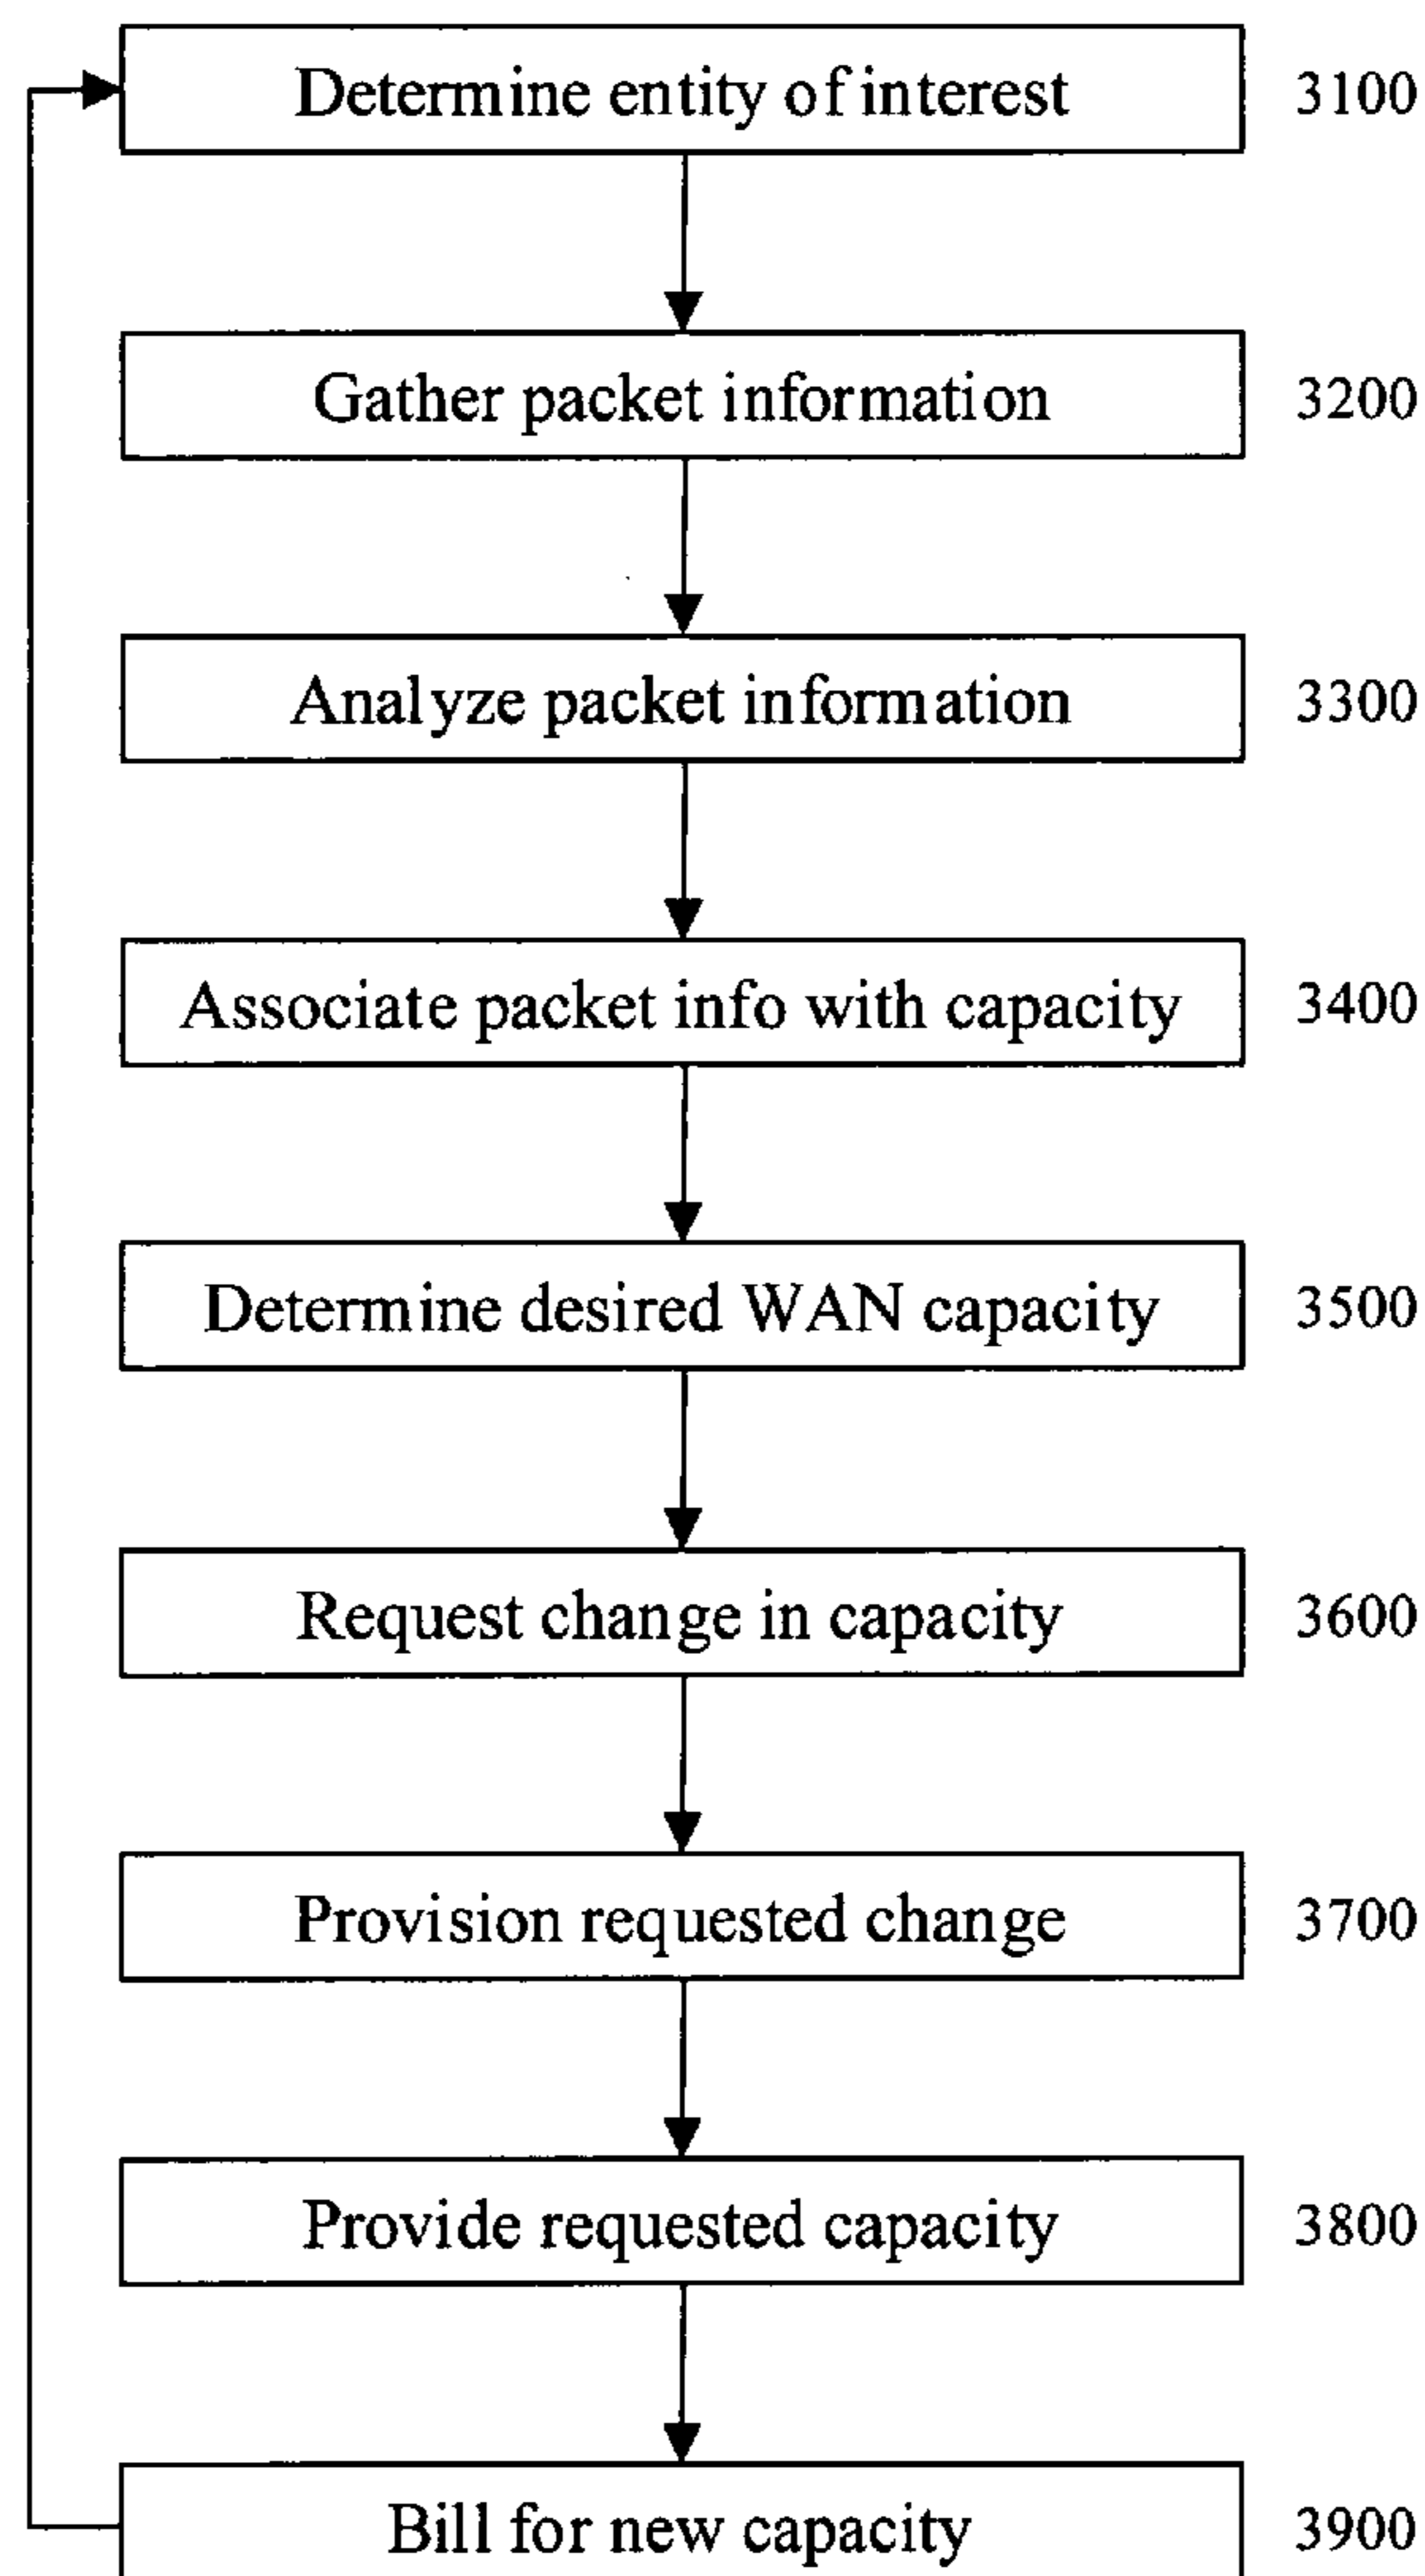 Determine entity of interest 3100
Gather packet information 3200
Analyze packet information 3300
Associate packet info with capacity 3400
Determine desired WAN capacity 3500
Request change in capacity 3600
Provision requested change 3700
Provide requested capacity 3800
Bill for new capacity 3900